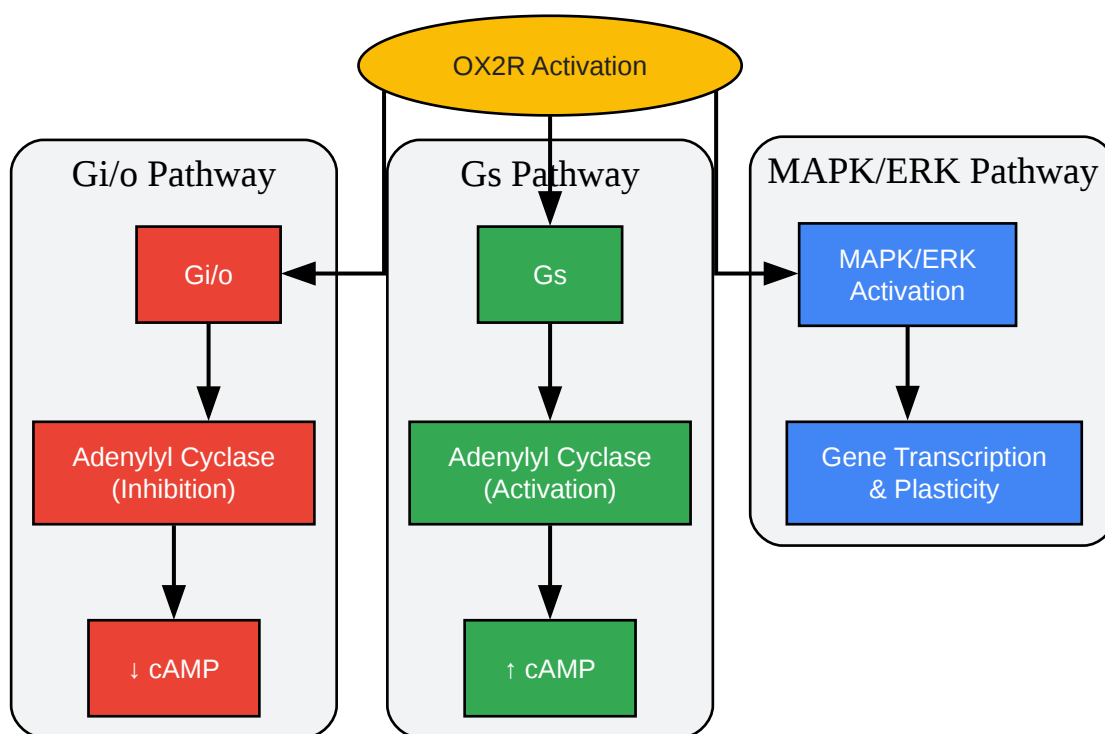 OX2R Activation
Gi/o Pathway
Gi/o
Adenylyl Cyclase
(Inhibition)
↓ cAMP
Gs Pathway
Gs
Adenylyl Cyclase
(Activation)
↑ cAMP
MAPK/ERK Pathway
MAPK/ERK
Activation
Gene Transcription
& Plasticity